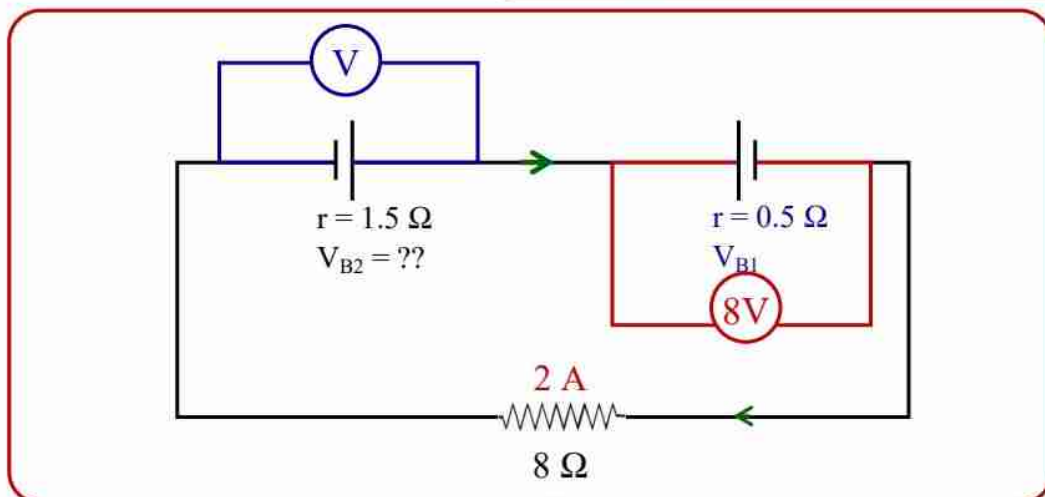 V
r = 1.5 Ω
V_B2 = ??
r = 0.5 Ω
V_B1
8V
2 A
8 Ω